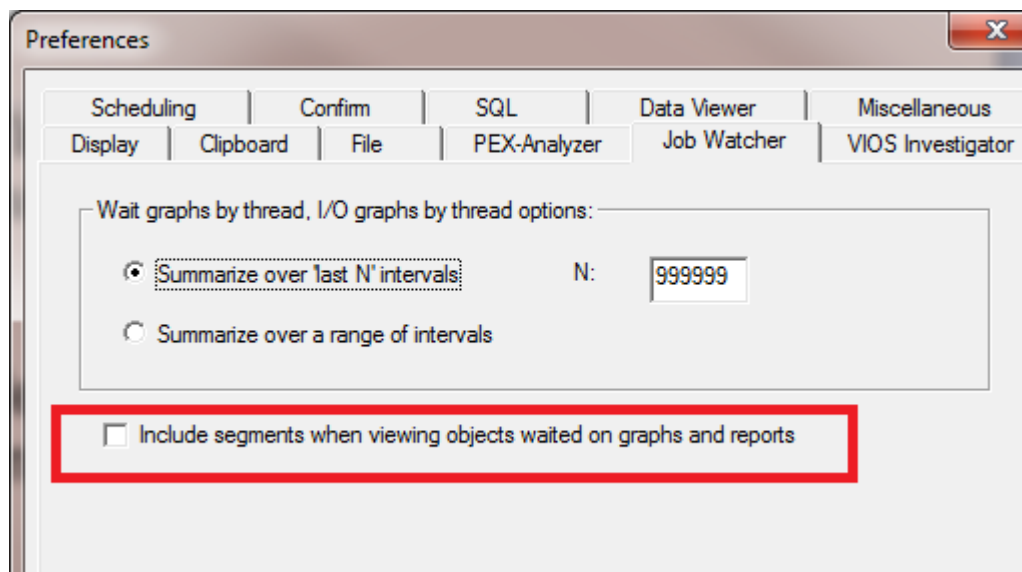 Preferences
Scheduling Confirm SQL Data Viewer Miscellaneous
Display Clipboard File PEX-Analyzer Job Watcher VIOS Investigator
Wait graphs by thread, I/O graphs by thread options:
Summarize over 'last N' intervals N: 999999
Summarize over a range of intervals
Include segments when viewing objects waited on graphs and reports